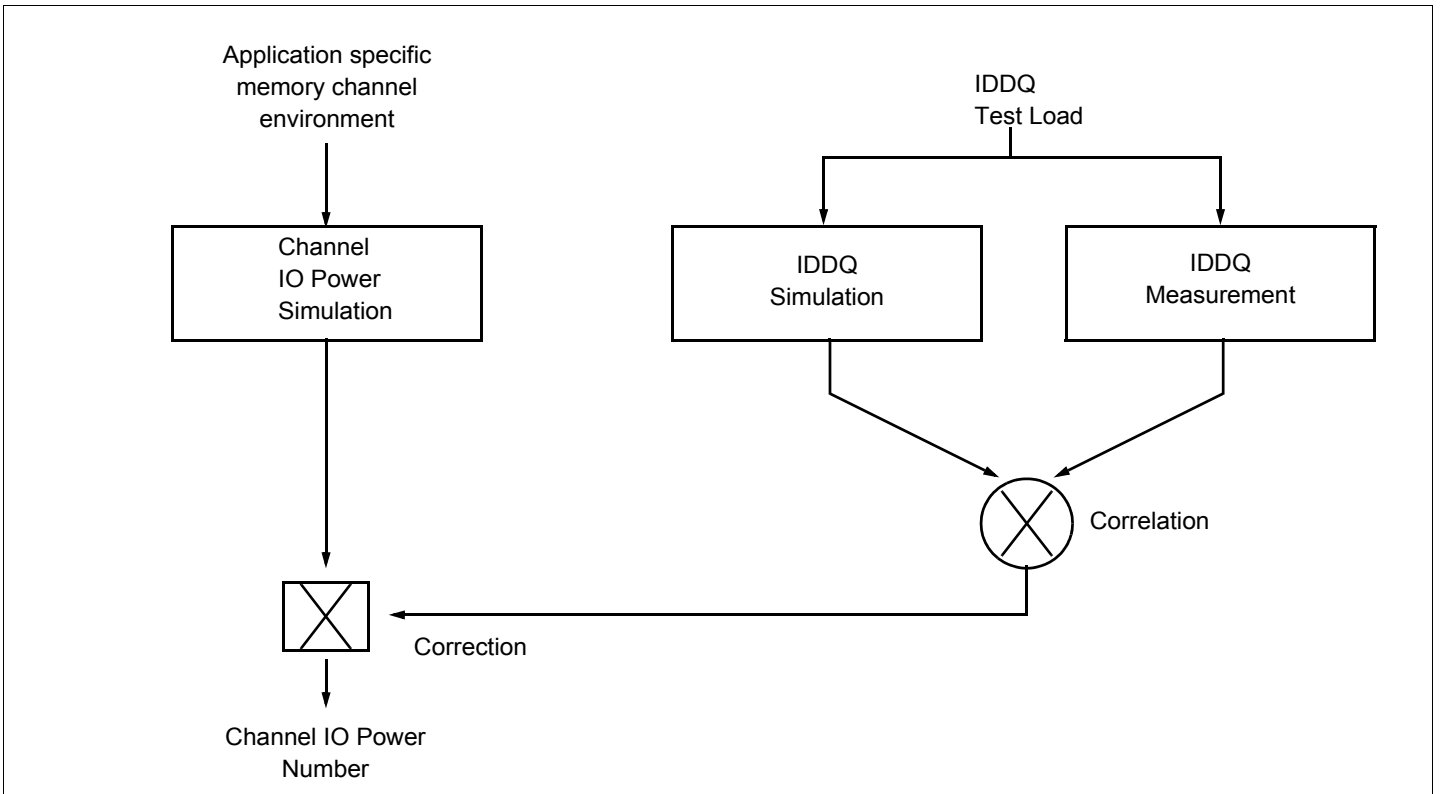 Application specific
memory channel
environment
IDDQ
Test Load
Channel
IO Power
Simulation
IDDQ
Simulation
IDDQ
Measurement
Correlation
Correction
Channel IO Power
Number